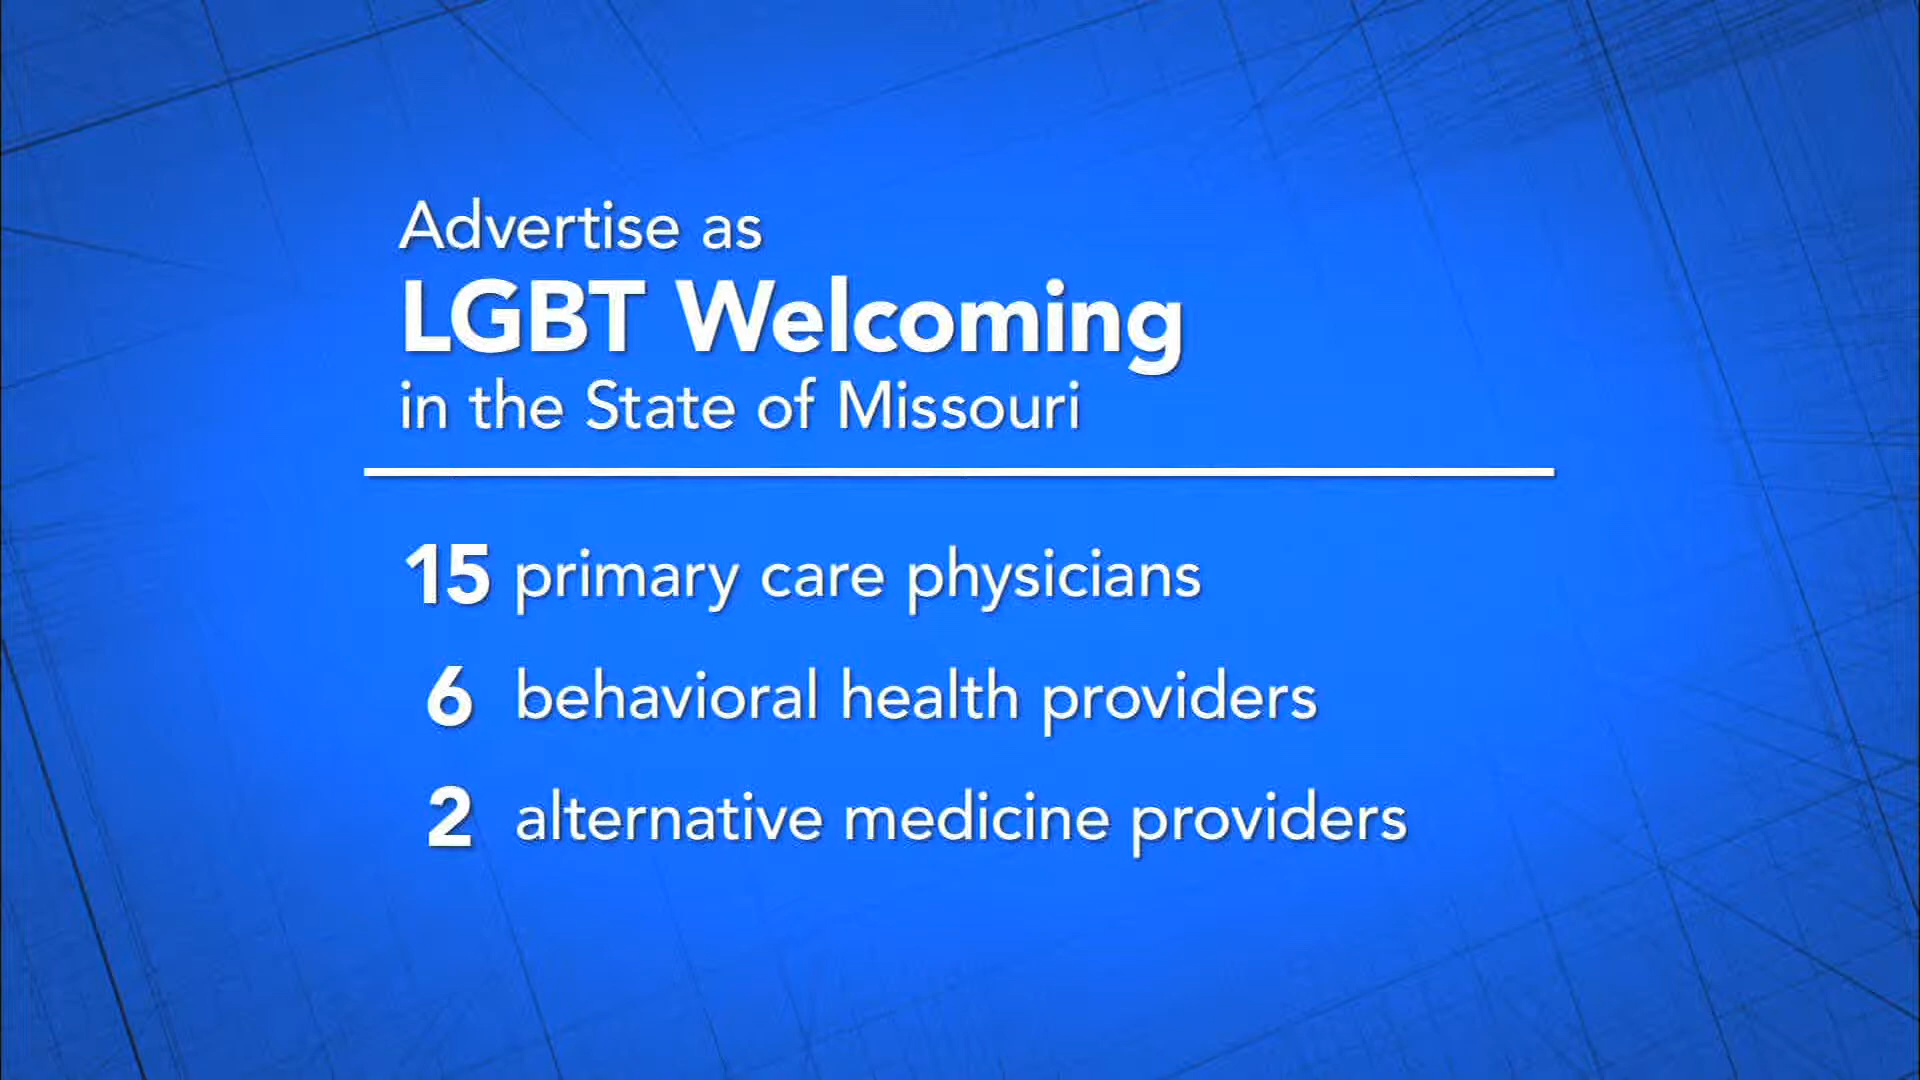 Advertise as
LGBT Welcoming
in the State of Missouri
15 primary care physicians
6 behavioral health providers
2 alternative medicine providers